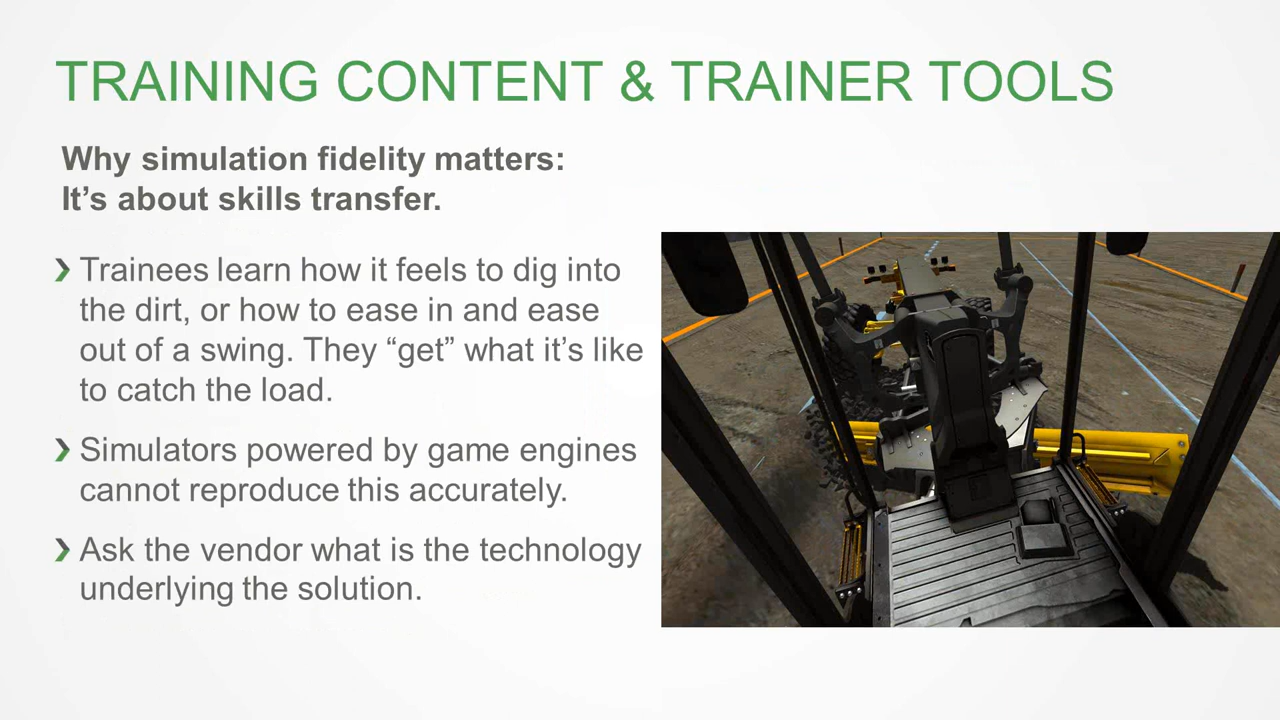 TRAINING CONTENT & TRAINER TOOLS
Why simulation fidelity matters:
It’s about skills transfer.
Trainees learn how it feels to dig into
the dirt, or how to ease in and ease
out of a swing. They “get” what it’s like
to catch the load.
Simulators powered by game engines
cannot reproduce this accurately.
Ask the vendor what is the technology
underlying the solution.